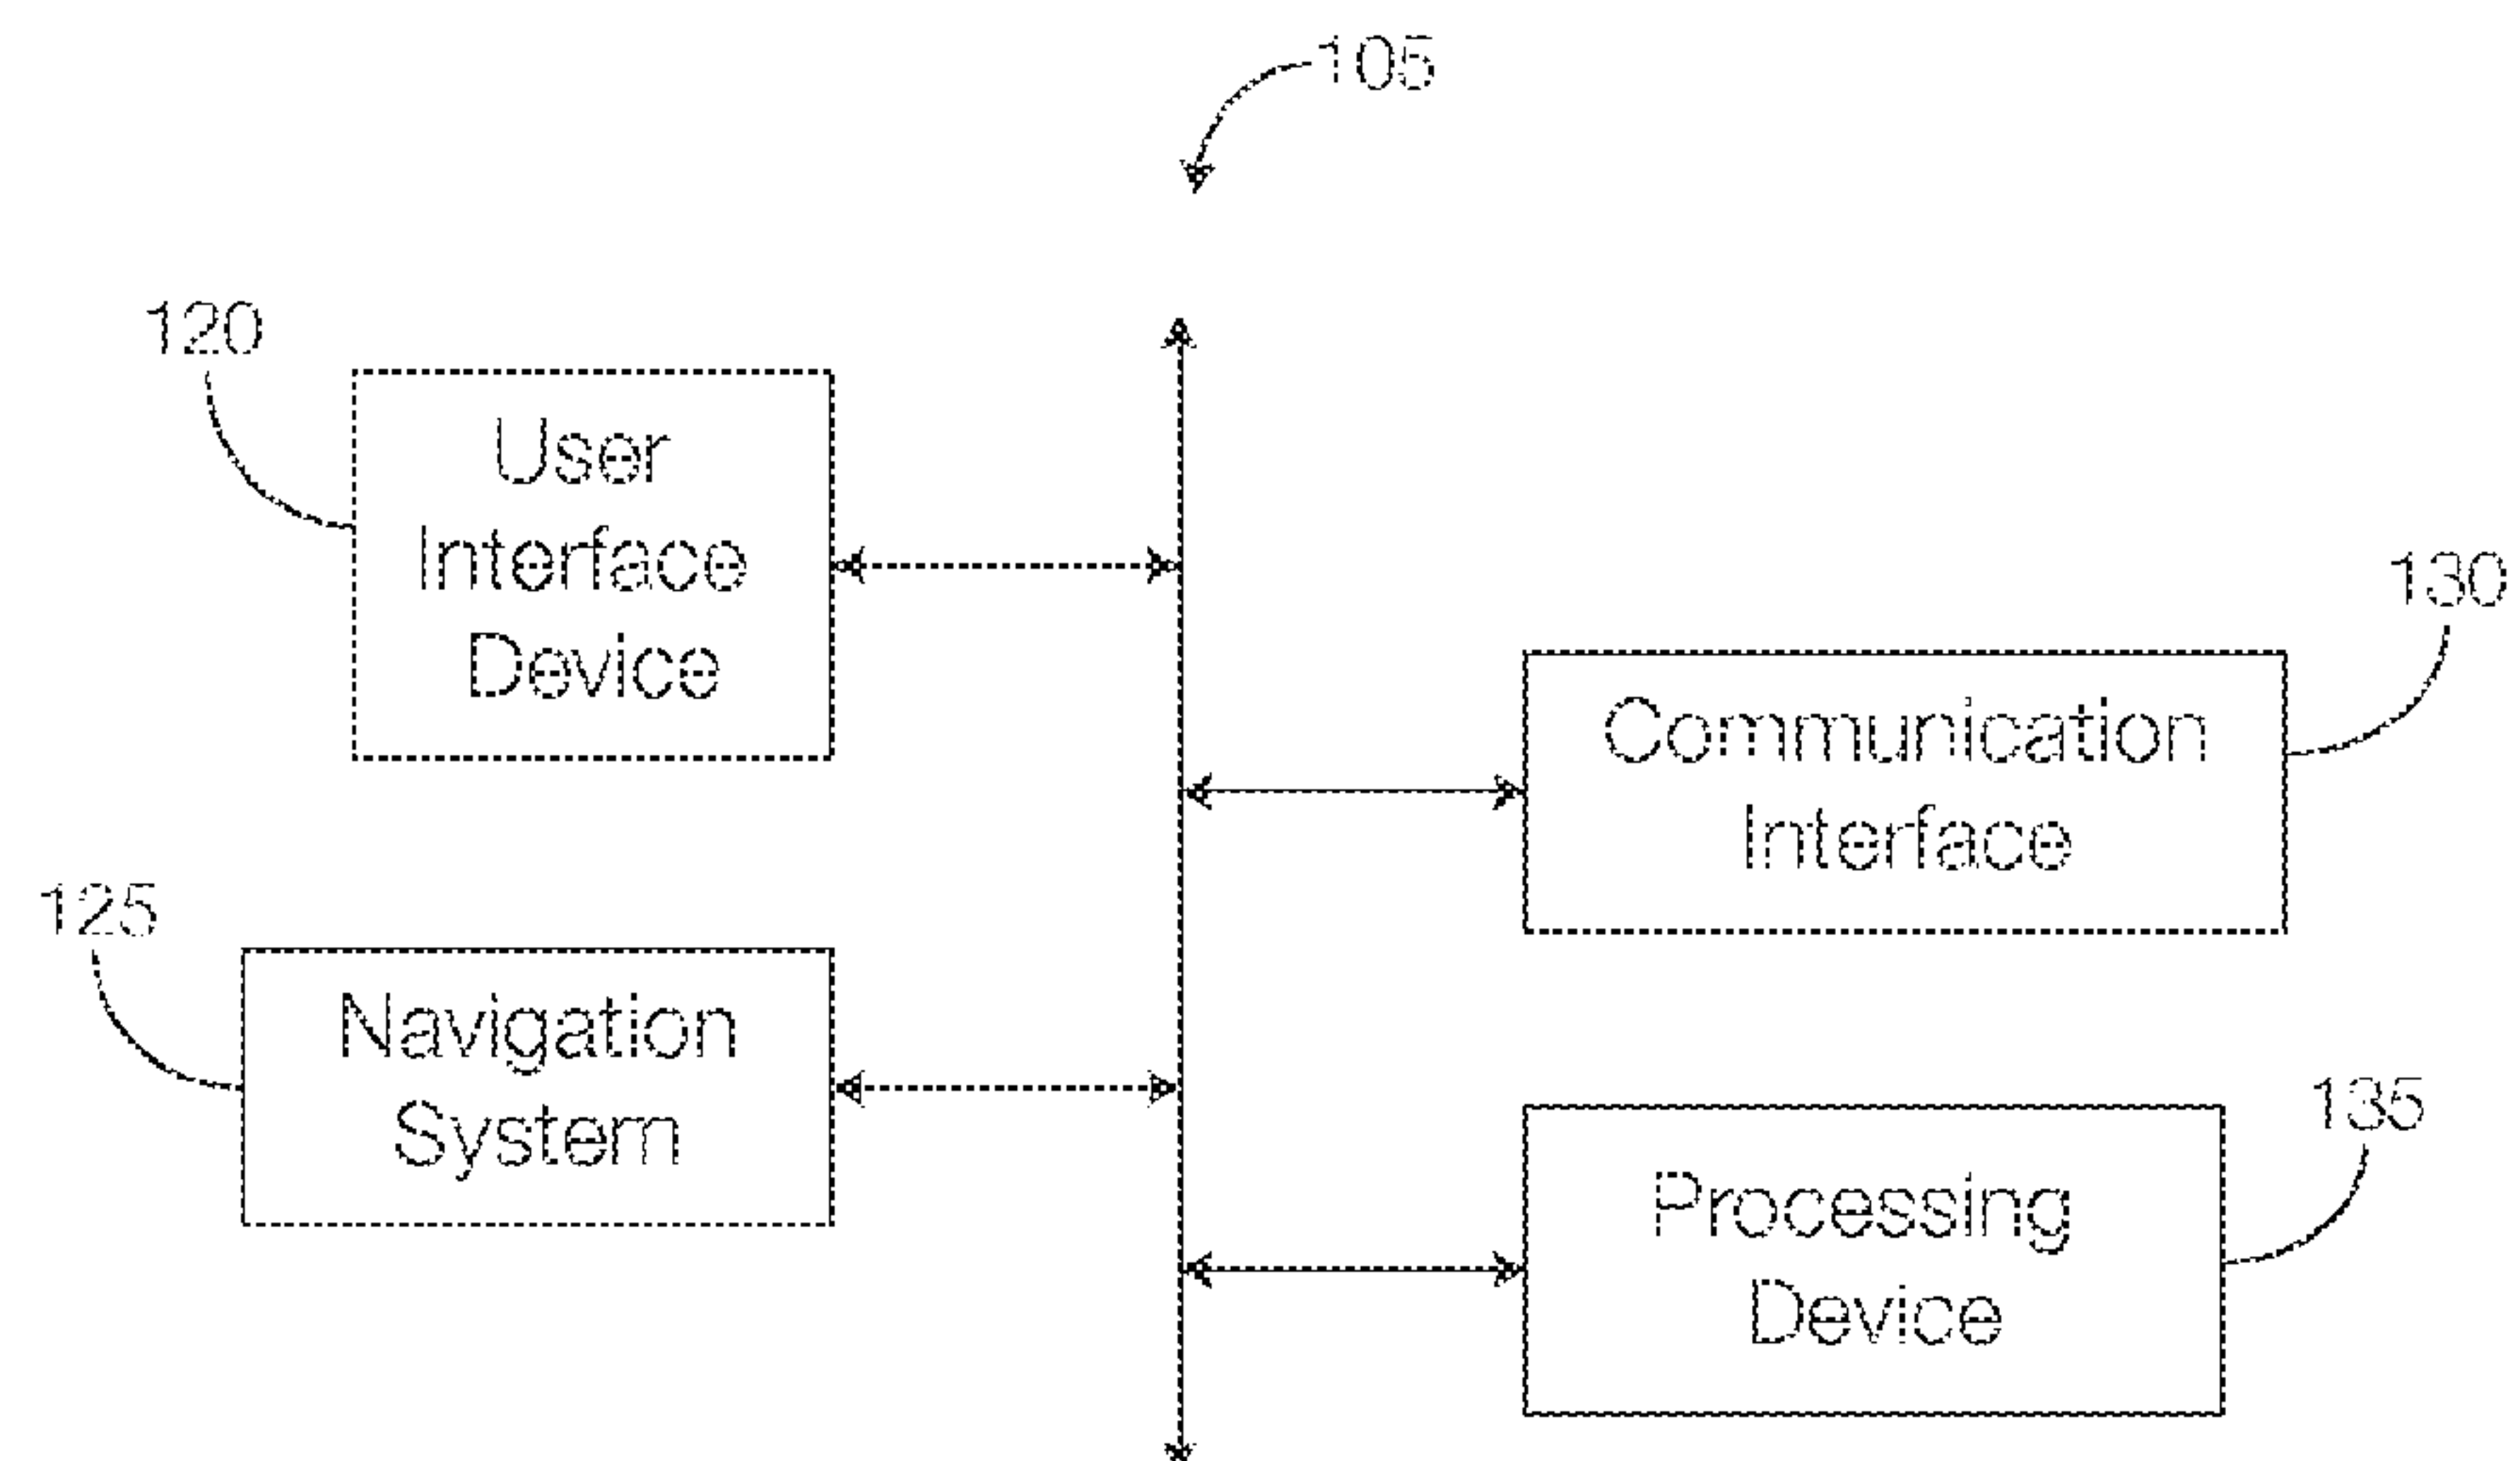 105
120
User
Interface
Device
130
Communication
Interface
125
Navigation
System
135
Processing
Device